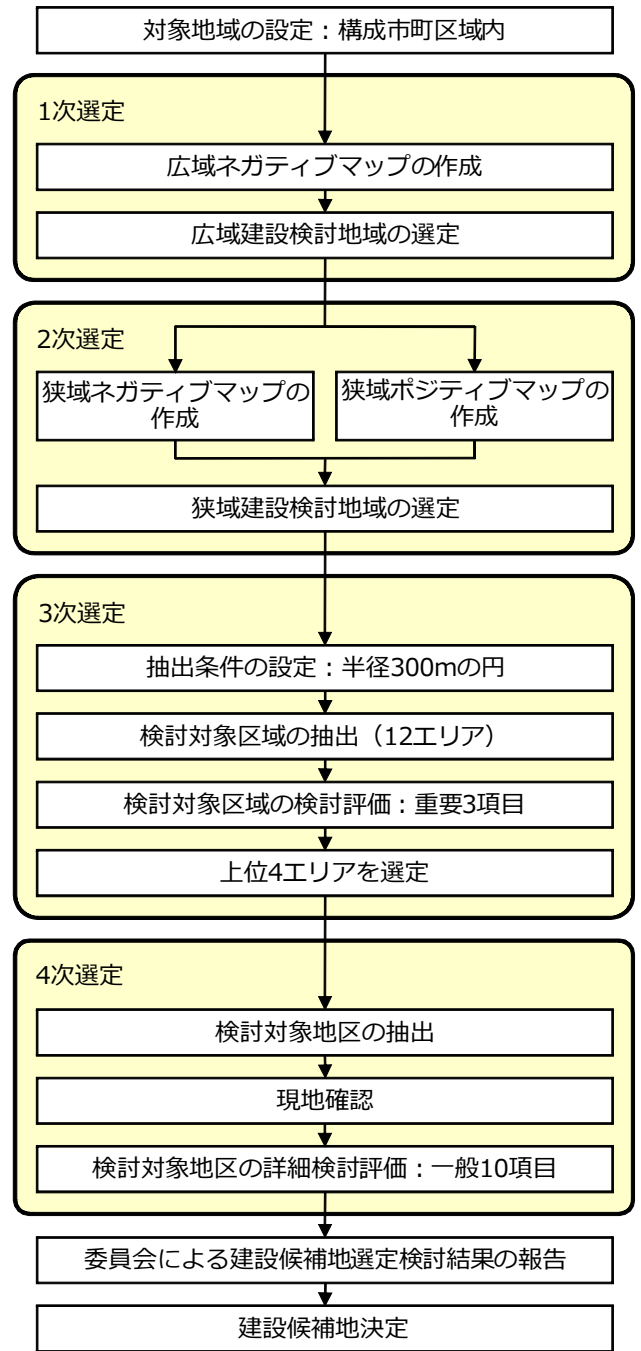 対象地域の設定：構成市町区域内
1次選定
広域ネガティブマップの作成
広域建設検討地域の選定
2次選定
狭域ネガティブマップの
作成
狭域ポジティブマップの
作成
狭域建設検討地域の選定
3次選定
抽出条件の設定：半径300mの円
検討対象区域の抽出（12エリア）
検討対象区域の検討評価：重要3項目
上位4エリアを選定
4次選定
検討対象地区の抽出
現地確認
検討対象地区の詳細検討評価：一般10項目
委員会による建設候補地選定検討結果の報告
建設候補地決定